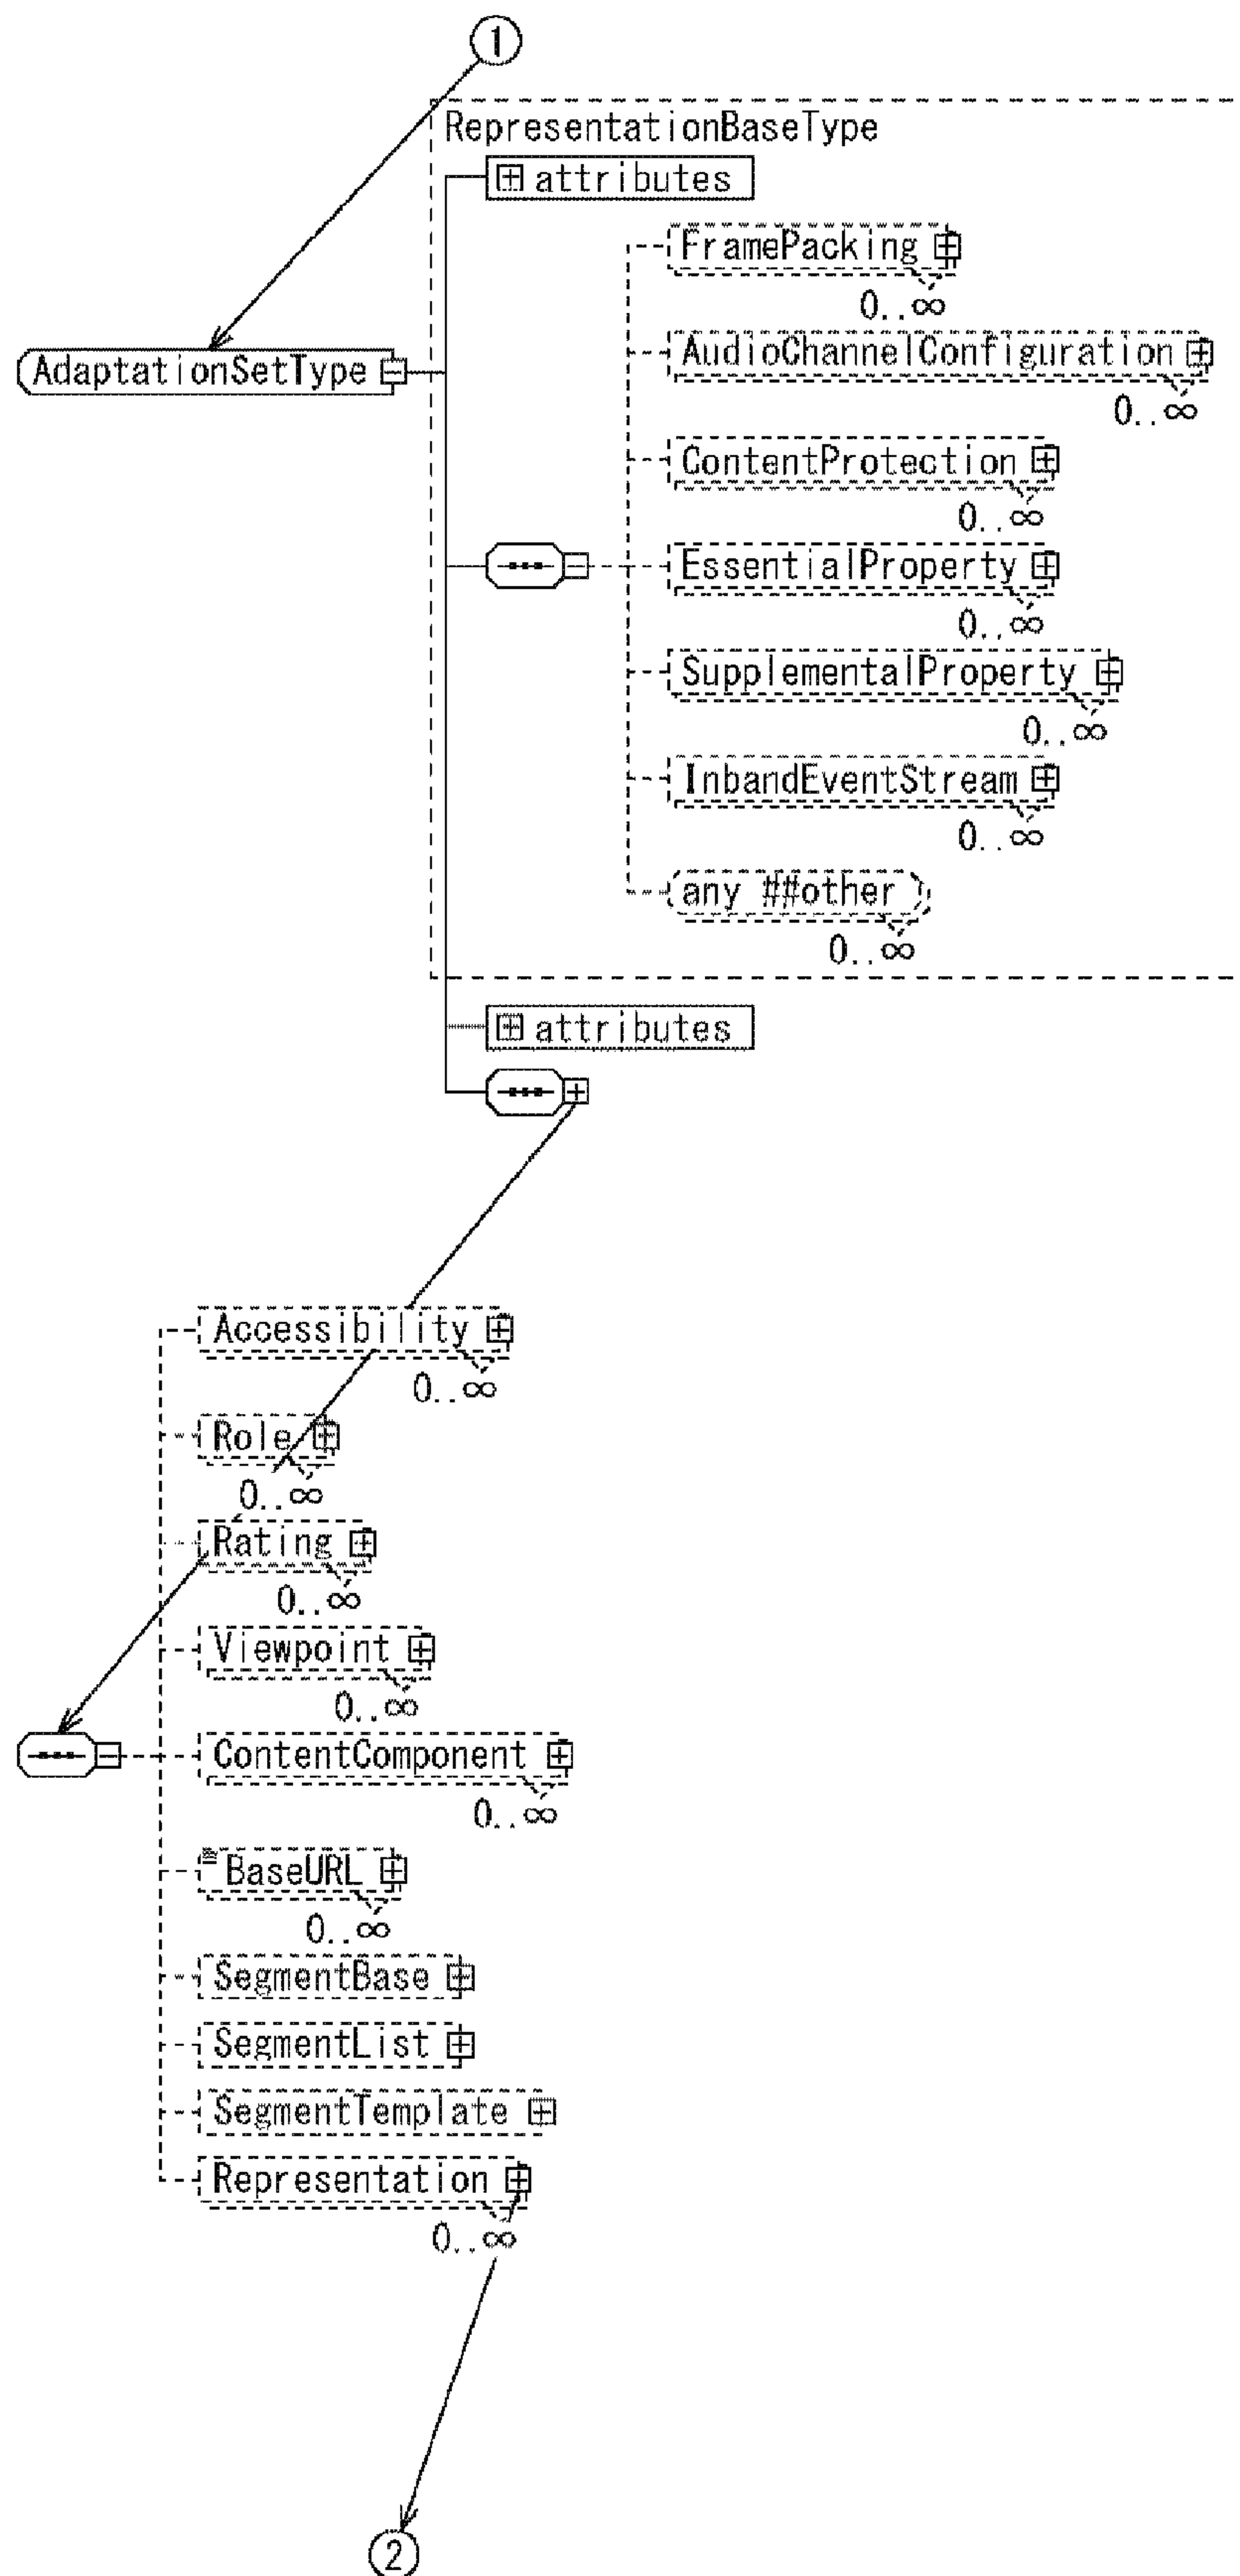 ①
RepresentationBaseType
attributes
FramePacking
0..∞
AdaptationSetType
AudioChannelConfiguration
0..∞
ContentProtection
0..∞
EssentialProperty
0..∞
SupplementalProperty
0..∞
InbandEventStream
0..∞
any ##other
0..∞
attributes
Accessibility
0..∞
Role
0..∞
Rating
0..∞
Viewpoint
0..∞
ContentComponent
0..∞
BaseURL
0..∞
SegmentBase
SegmentList
SegmentTemplate
Representation
0..∞
②